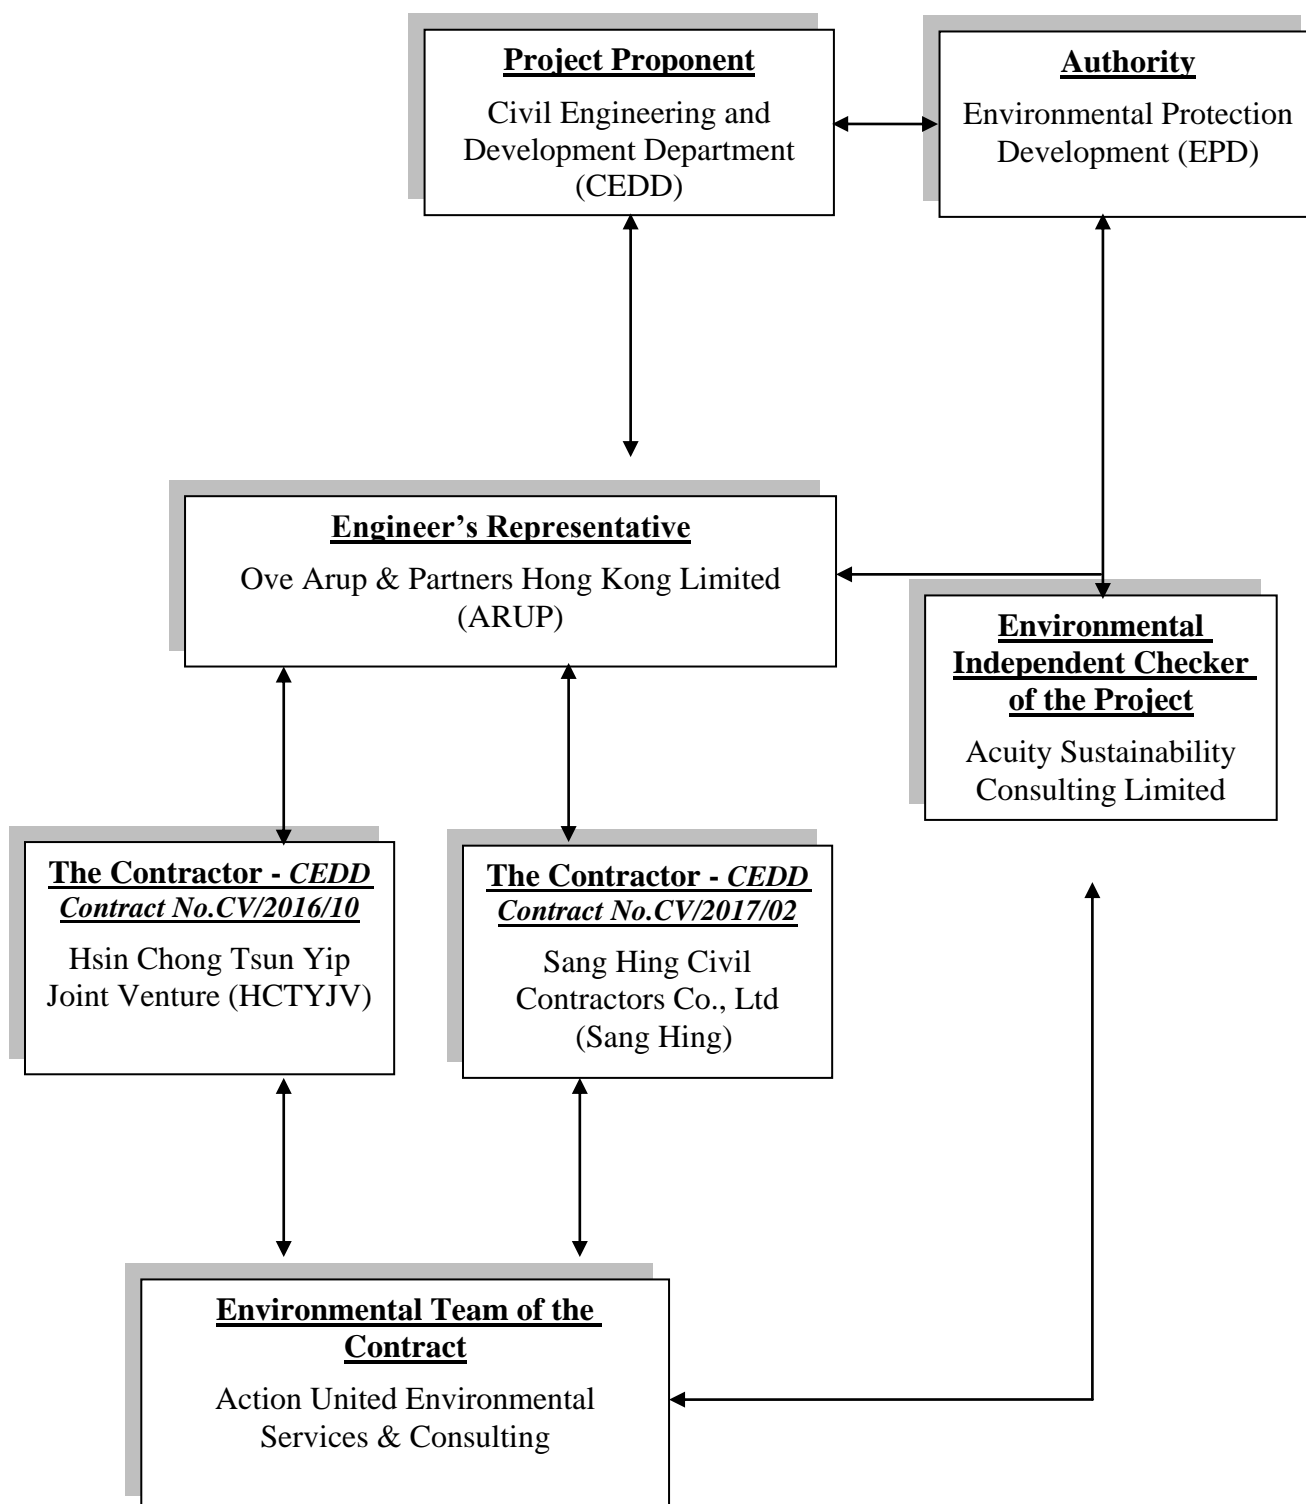 Project Proponent
Civil Engineering and
Development Department
(CEDD)
Authority
Environmental Protection
Development (EPD)
Engineer's Representative
Ove Arup & Partners Hong Kong Limited
(ARUP)
Environmental
Independent Checker
of the Project
Acuity Sustainability
Consulting Limited
The Contractor - CEDD
Contract No.CV/2016/10
Hsin Chong Tsun Yip
Joint Venture (HCTYJV)
The Contractor - CEDD
Contract No.CV/2017/02
Sang Hing Civil
Contractors Co., Ltd
(Sang Hing)
Environmental Team of the
Contract
Action United Environmental
Services & Consulting